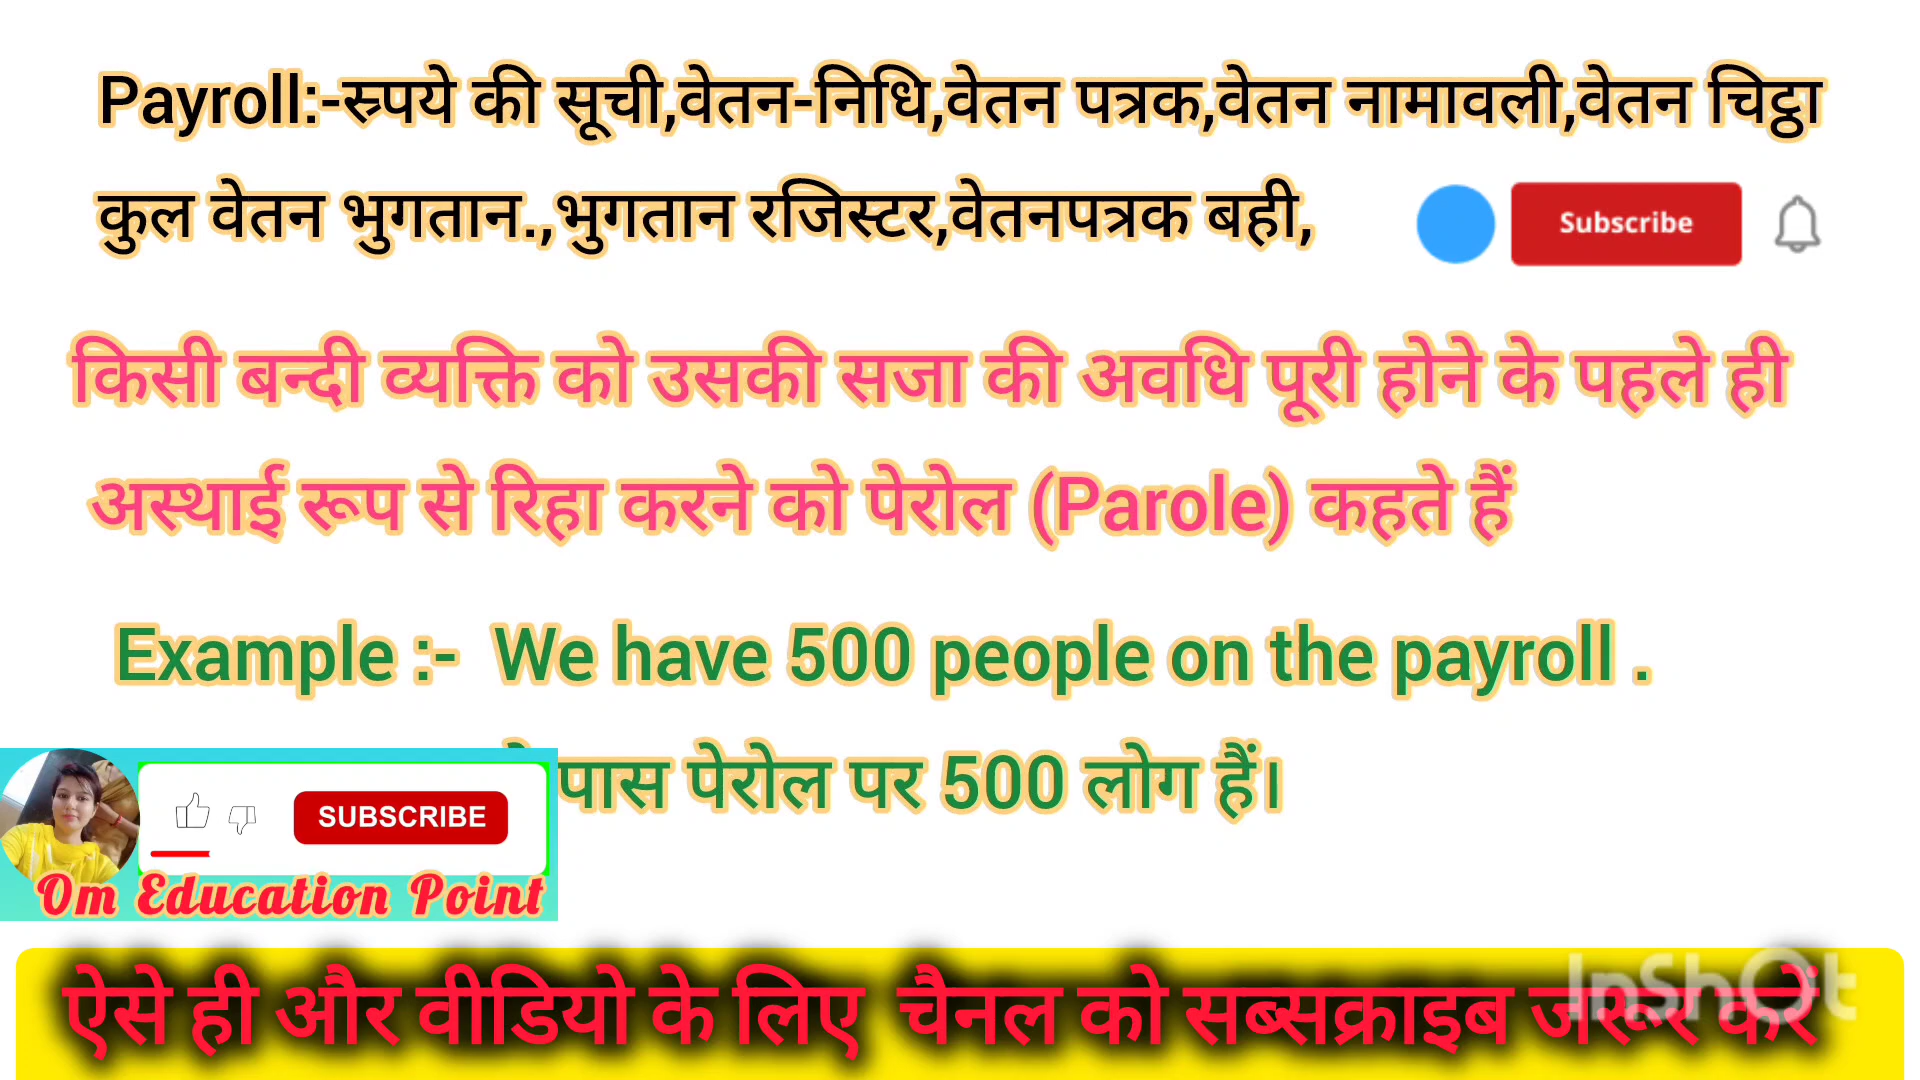 Payroll:-स्र्पये की सूची,वेतन-निधि,वेतन पत्रक,वेतन नामावली,वेतन चिट्ठा
कुल वेतन भुगतान.,भुगतान रजिस्टर,वेतनपत्रक बही,
Subscribe
किसी बन्दी व्यक्ति को उसकी सजा की अवधि पूरी होने के पहले ही
अस्थाई रूप से रिहा करने को पेरोल (Parole) कहते हैं
Example :- We have 500 people on the payroll .
पास पेरोल पर 500 लोग हैं।
SUBSCRIBE
Om Education Point
ऐसे ही और वीडियो के लिए चैनल को सब्सक्राइब जरूर करें
InShOt